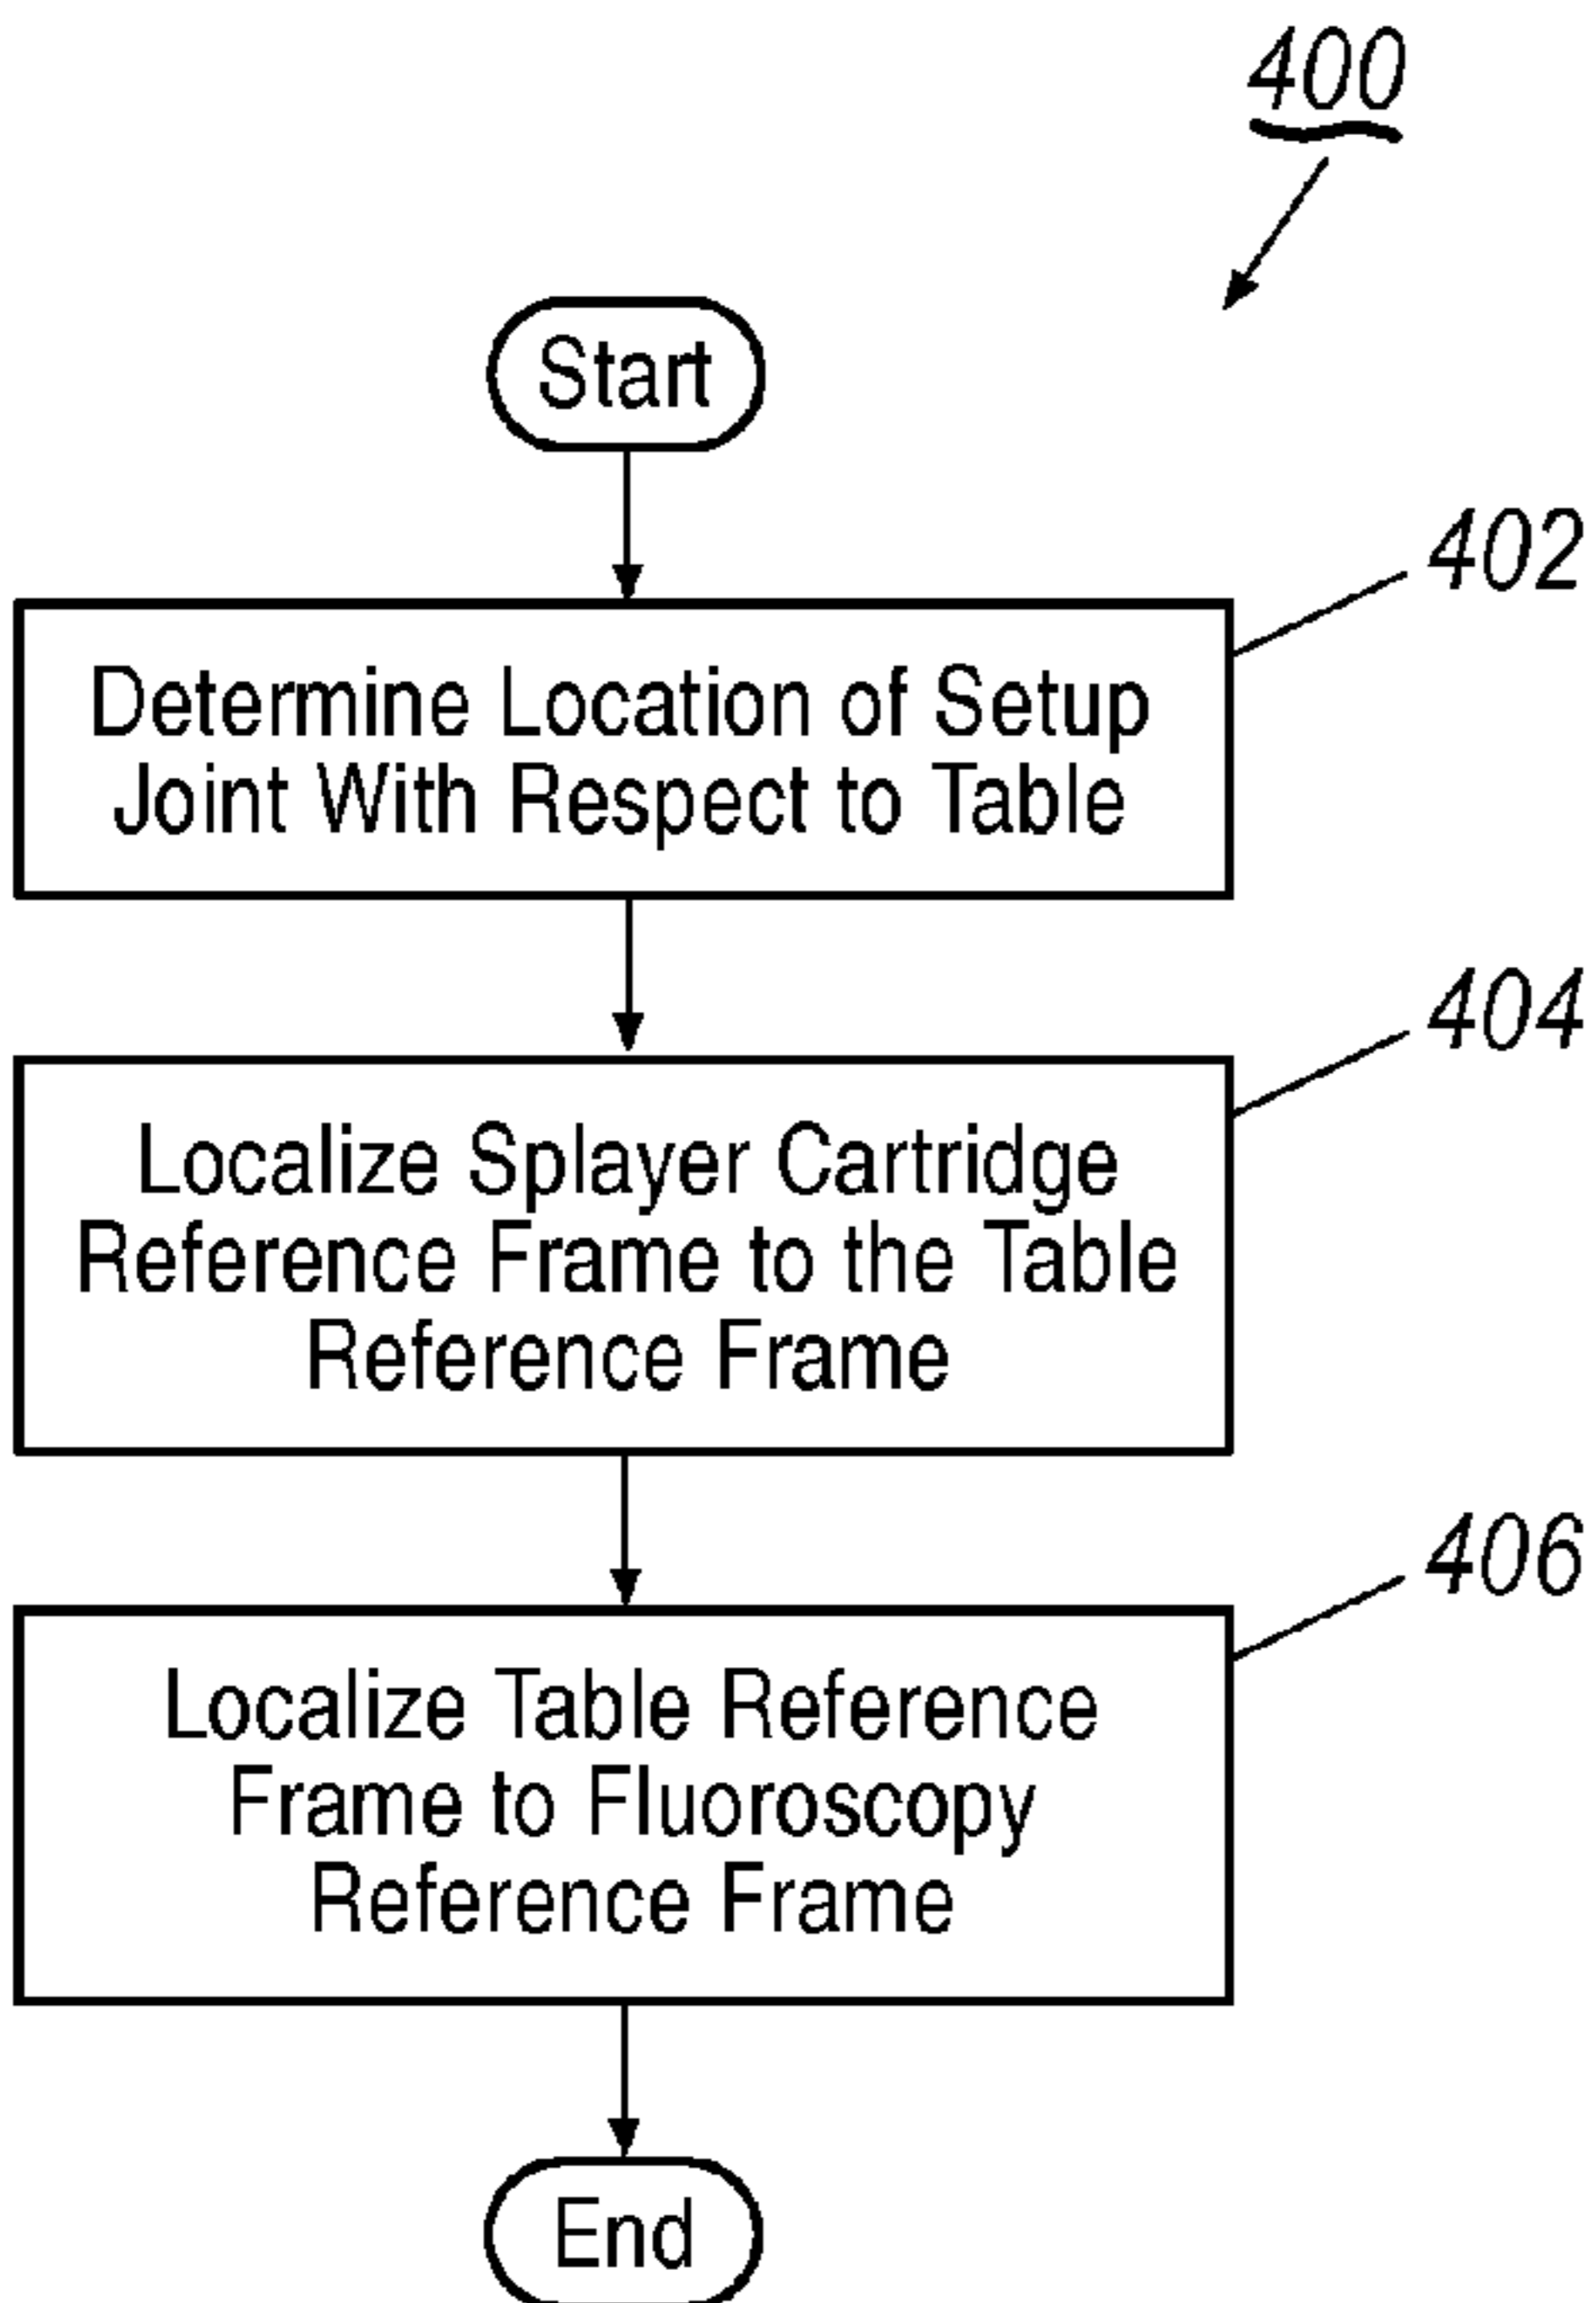 400
Start
402
Determine Location of Setup
Joint With Respect to Table
404
Localize Splayer Cartridge
Reference Frame to the Table
Reference Frame
406
Localize Table Reference
Frame to Fluoroscopy
Reference Frame
End